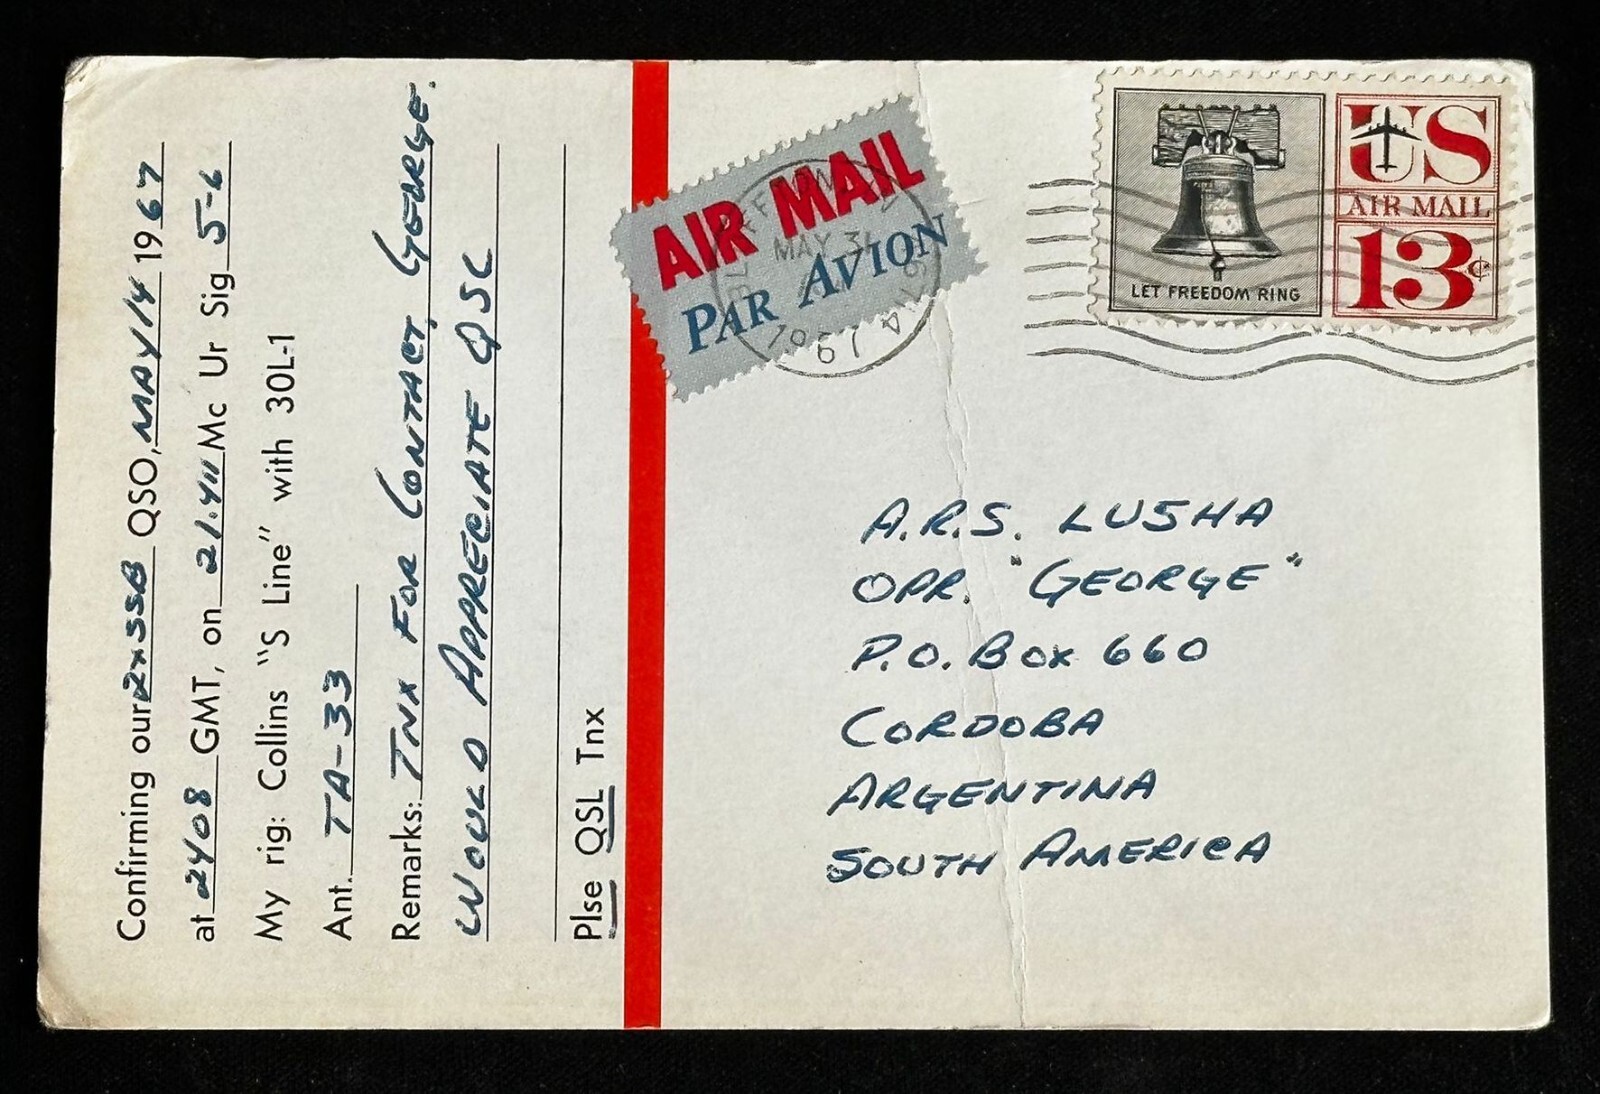 Confirming our 2xSSB QSO, MAY 14 1967
at 2408 GMT, on 21.411 Mc Ur Sig 5-6
My rig: Collins "S Line" with 30L-1
Ant. TA-33
Remarks: TNX FOR CONTACT, GEORGE.
WOULD APPRECIATE QSL
Plse QSL Tnx
AIR MAIL
PAR AVION
MAY 31
19201
LET FREEDOM RING
US
AIR MAIL
13¢
A.R.S. LU5HA
OPR. "GEORGE"
P.O. BOX 660
CORDOBA
ARGENTINA
SOUTH AMERICA